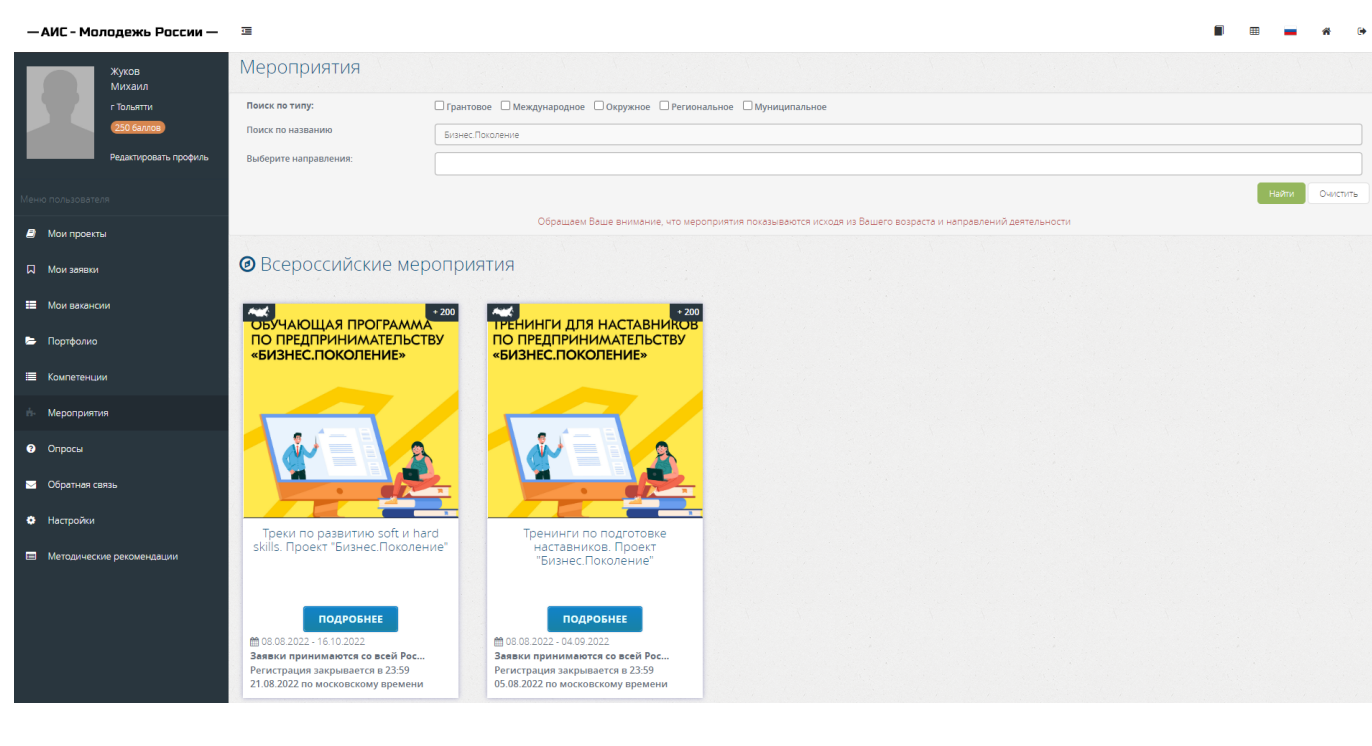 — АИС - Молодежь России —
Жуков
Михаил
г Тольятти
250 баллов
Редактировать профиль
Меню пользователя
Мои проекты
Мои заявки
Мои вакансии
Портфолио
Компетенции
Мероприятия
Опросы
Обратная связь
Настройки
Методические рекомендации
Мероприятия
Поиск по типу:
Грантовое Международное Окружное Региональное Муниципальное
Поиск по названию
Бизнес.Поколение
Выберите направления:
Найти Очистить
Обращаем Ваше внимание, что мероприятия показываются исходя из Вашего возраста и направлений деятельности
Всероссийские мероприятия
+ 200
ОБУЧАЮЩАЯ ПРОГРАММА
ПО ПРЕДПРИНИМАТЕЛЬСТВУ
«БИЗНЕС.ПОКОЛЕНИЕ»
Треки по развитию soft и hard
skills. Проект "Бизнес.Поколение"
ПОДРОБНЕЕ
08.08.2022 - 16.10.2022
Заявки принимаются со всей Рос...
Регистрация закрывается в 23:59
21.08.2022 по московскому времени
+ 200
ТРЕНИНГИ ДЛЯ НАСТАВНИКОВ
ПО ПРЕДПРИНИМАТЕЛЬСТВУ
«БИЗНЕС.ПОКОЛЕНИЕ»
Тренинги по подготовке
наставников. Проект
"Бизнес.Поколение"
ПОДРОБНЕЕ
08.08.2022 - 04.09.2022
Заявки принимаются со всей Рос...
Регистрация закрывается в 23:59
05.08.2022 по московскому времени